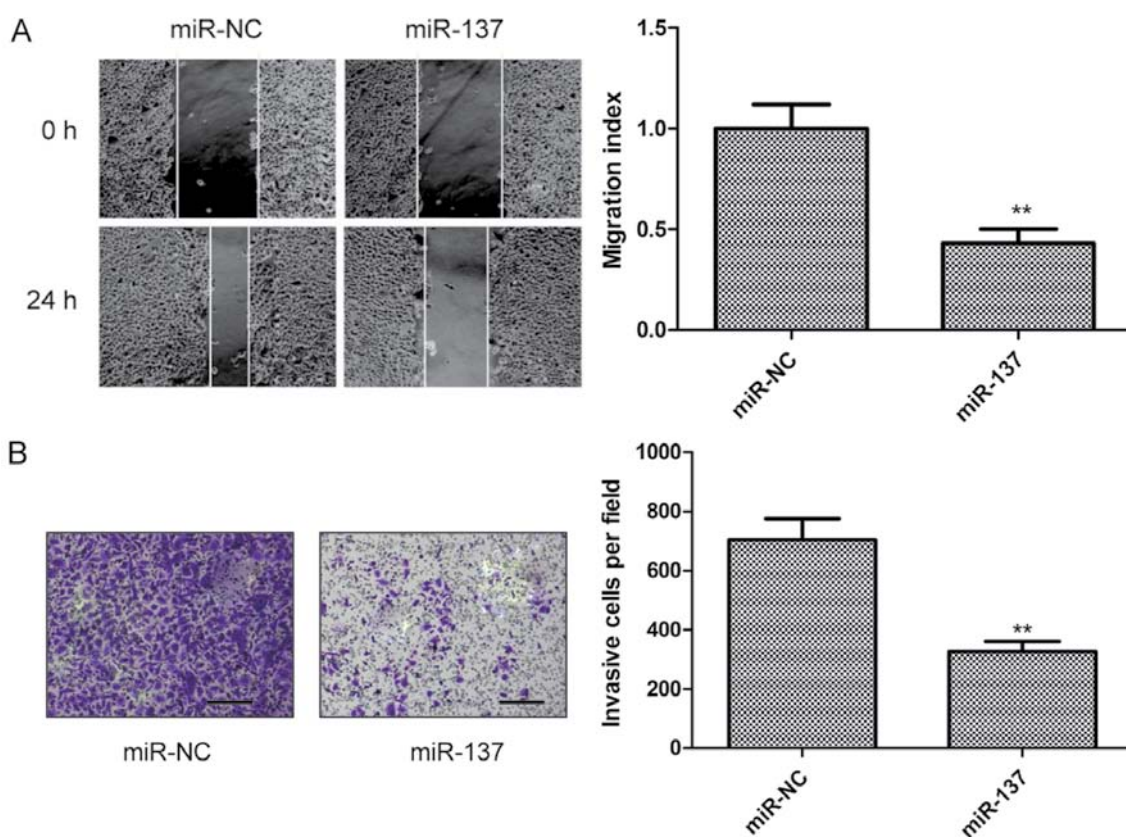 A
miR-NC
miR-137
0 h
24 h
Migration index
1.5
1.0
0.5
0.0
**
miR-NC
miR-137
B
miR-NC
miR-137
Invasive cells per field
1000
800
600
400
200
0
**
miR-NC
miR-137